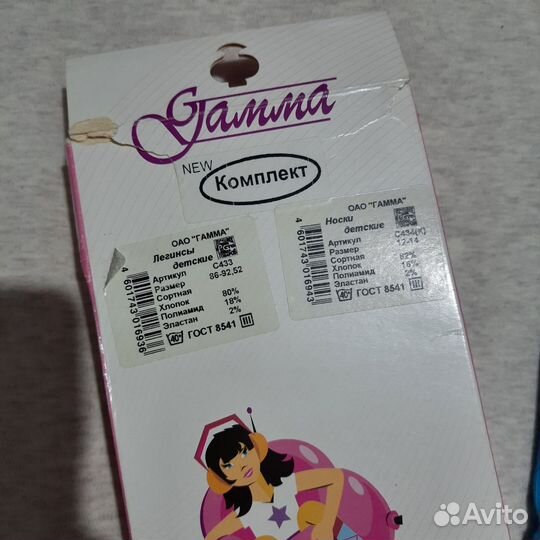 Гамма
NEW
Комплект
ОАО "ГАММА"
Легинсы
детские
Артикул С433
Размер 86-92,52
Сортная
Хлопок 80%
Полиамид 18%
Эластан 2%
40° ГОСТ 8541
4 601743 016936
ОАО "ГАММА"
Носки
детские
Артикул С434(К)
Размер 12-14
Сортная
Хлопок 82%
Полиамид 16%
Эластан 2%
40° ГОСТ 8541
4 601743 016943
Avito